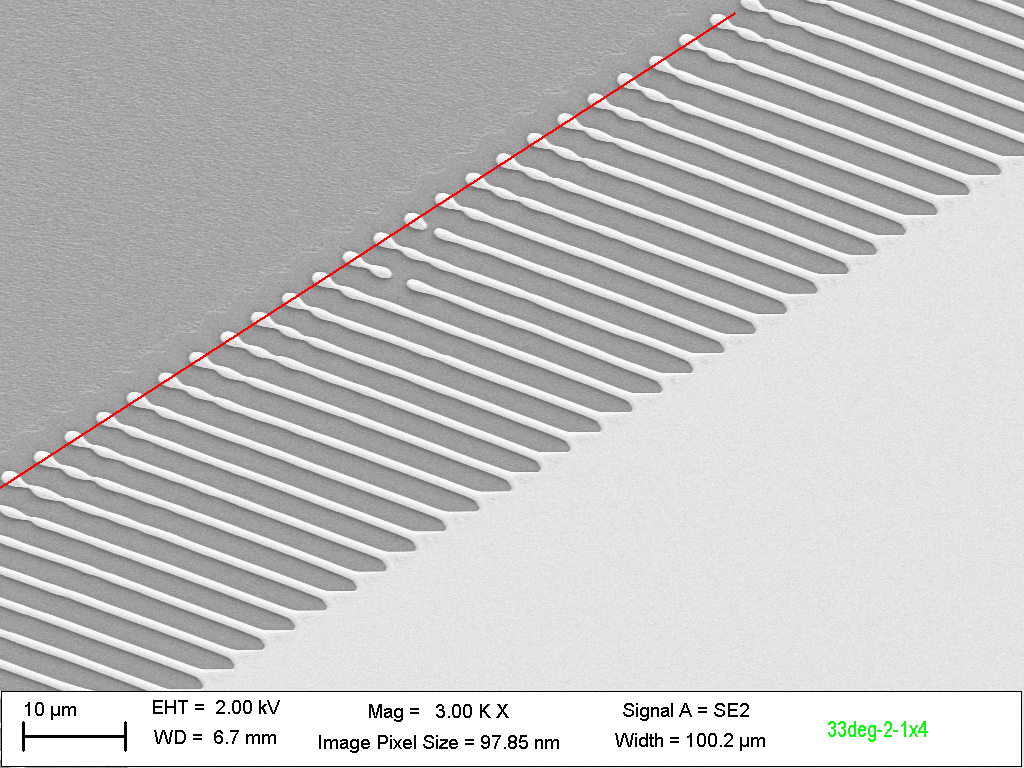 10 µm
EHT = 2.00 kV
WD = 6.7 mm
Mag = 3.00 K X
Image Pixel Size = 97.85 nm
Signal A = SE2
Width = 100.2 µm
33deg-2-1x4